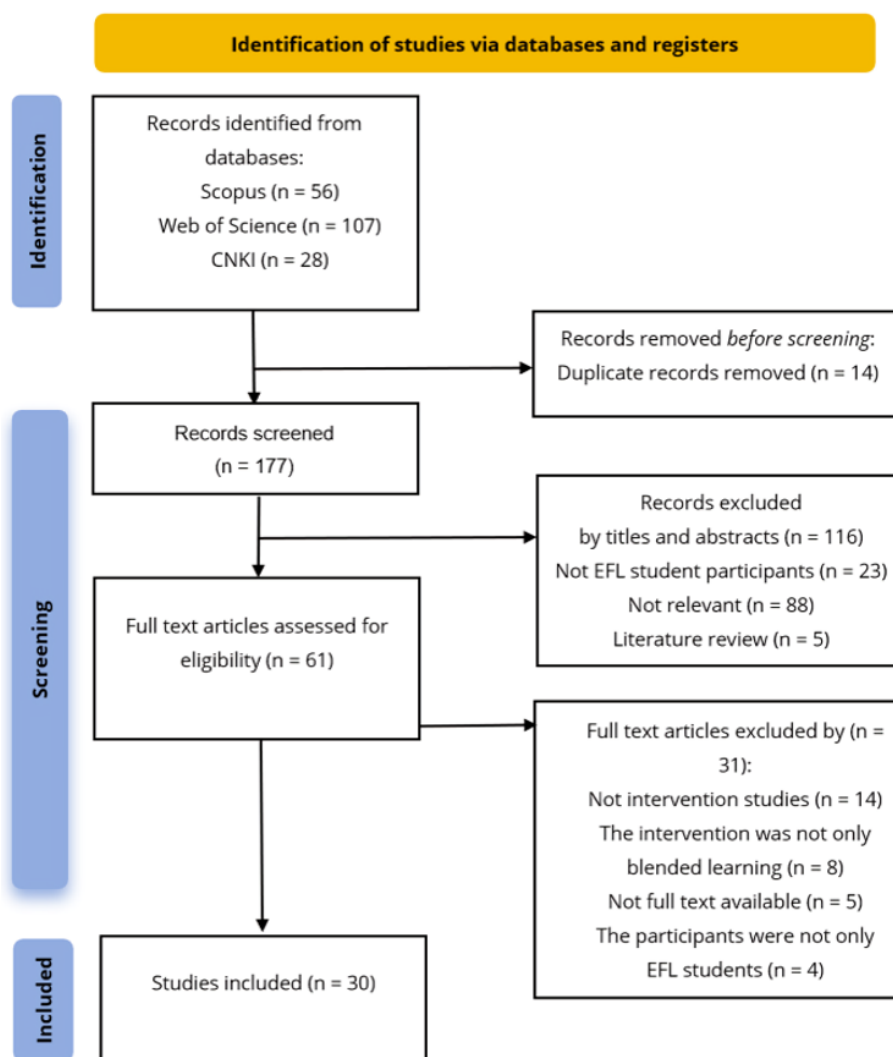 Identification of studies via databases and registers
Identification
Records identified from
databases:
Scopus (n = 56)
Web of Science (n = 107)
CNKI (n = 28)
Records removed before screening:
Duplicate records removed (n = 14)
Screening
Records screened
(n = 177)
Records excluded
by titles and abstracts (n = 116)
Not EFL student participants (n = 23)
Not relevant (n = 88)
Literature review (n = 5)
Full text articles assessed for
eligibility (n = 61)
Full text articles excluded by (n =
31):
Not intervention studies (n = 14)
The intervention was not only
blended learning (n = 8)
Not full text available (n = 5)
The participants were not only
EFL students (n = 4)
Included
Studies included (n = 30)